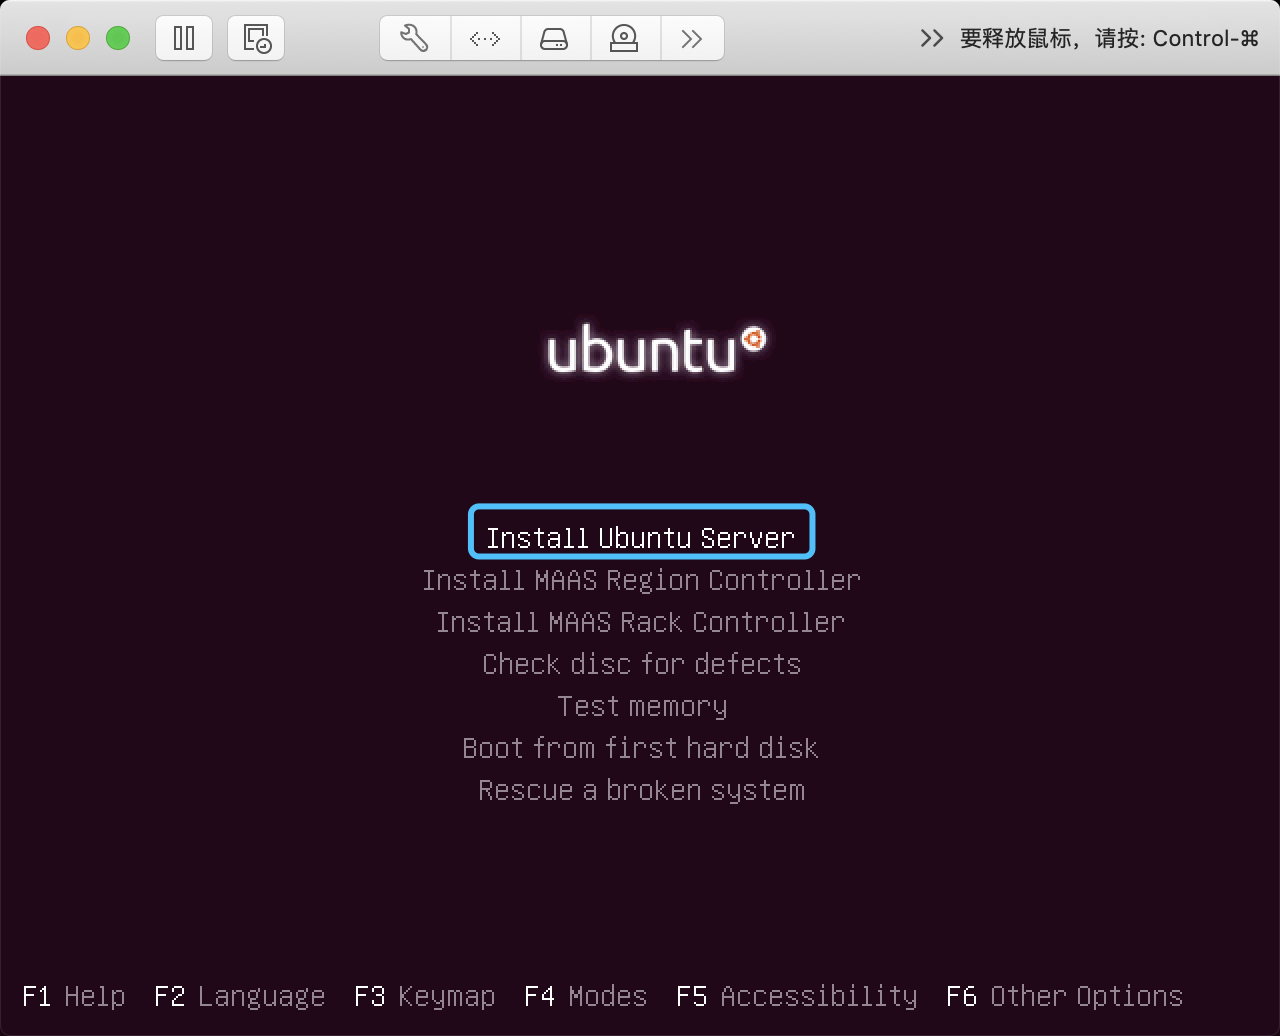 要释放鼠标，请按: Control-⌘
ubuntu
Install Ubuntu Server
Install MAAS Region Controller
Install MAAS Rack Controller
Check disc for defects
Test memory
Boot from first hard disk
Rescue a broken system
F1 Help F2 Language F3 Keymap F4 Modes F5 Accessibility F6 Other Options